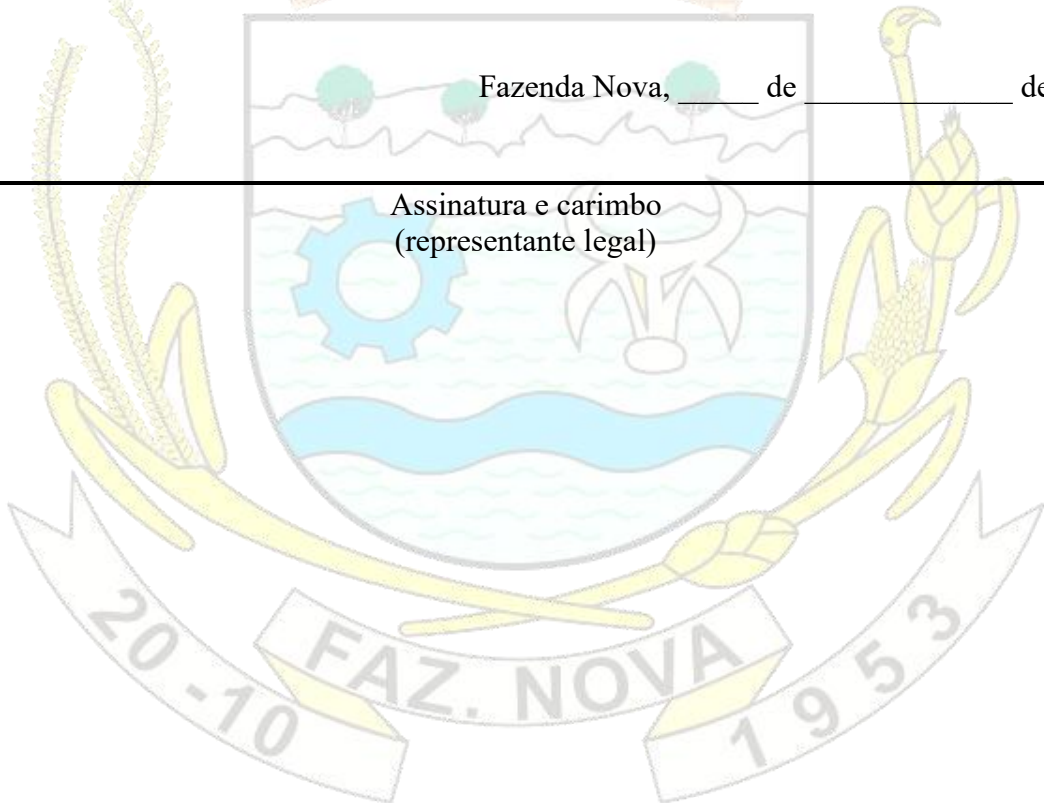 Fazenda Nova, _____ de _____________ de
Assinatura e carimbo
(representante legal)
20-10
FAZ. NOVA
1953